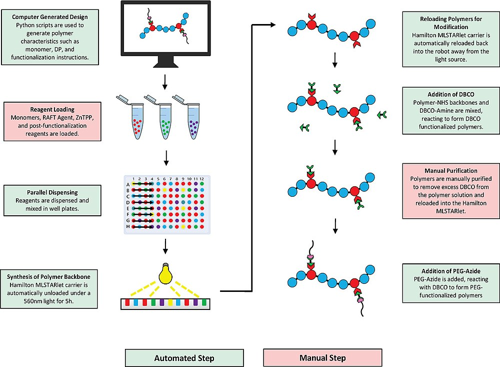 Computer Generated Design
Python scripts are used to
generate polymer
characteristics such as
monomer, DP, and
functionalization instructions.
Reagent Loading
Monomers, RAFT Agent, ZnTPP,
and post-functionalization
reagents are loaded.
Parallel Dispensing
Reagents are dispensed and
mixed in well plates.
1 2 3 4 5 6 7 8 9 10 11 12
A
B
C
D
E
F
G
H
Synthesis of Polymer Backbone
Hamilton MLSTARlet carrier is
automatically unloaded under a
560nm light for 5h.
Reloading Polymers for
Modification
Hamilton MLSTARlet carrier is
automatically reloaded back
into the robot away from the
light source.
Addition of DBCO
Polymer-NHS backbones and
DBCO-Amine are mixed,
reacting to form DBCO
functionalized polymers.
Manual Purification
Polymers are manually purified
to remove excess DBCO from
the polymer solution and
reloaded into the Hamilton
MLSTARlet.
Addition of PEG-Azide
PEG-Azide is added, reacting
with DBCO to form PEG-
functionalized polymers
Automated Step
Manual Step